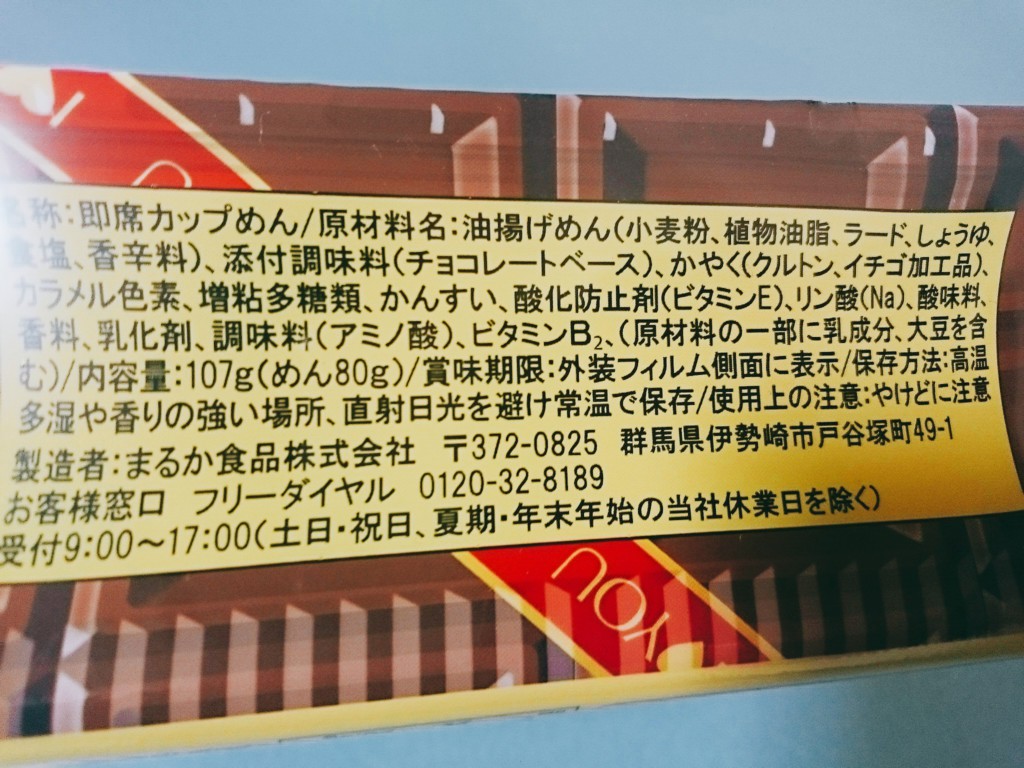 名称:即席カップめん/原材料名:油揚げめん(小麦粉、植物油脂、ラード、しょうゆ、
食塩、香辛料)、添付調味料(チョコレートベース)、かやく(クルトン、イチゴ加工品)、
カラメル色素、増粘多糖類、かんすい、酸化防止剤(ビタミンE)、リン酸(Na)、酸味料、
香料、乳化剤、調味料(アミノ酸)、ビタミンB₂、(原材料の一部に乳成分、大豆を含
む)/内容量:107g(めん80g)/賞味期限:外装フィルム側面に表示/保存方法:高温
多湿や香りの強い場所、直射日光を避け常温で保存/使用上の注意:やけどに注意
製造者:まるか食品株式会社 〒372-0825 群馬県伊勢崎市戸谷塚町49-1
お客様窓口 フリーダイヤル 0120-32-8189
受付9:00～17:00(土日・祝日、夏期・年末年始の当社休業日を除く)
YOU